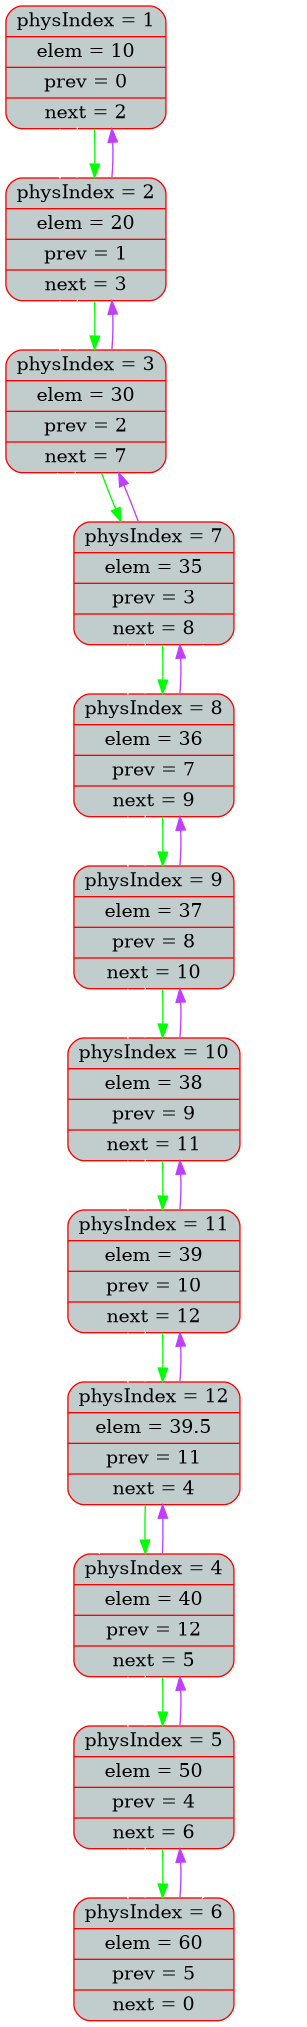 physIndex = 1
elem = 10
prev = 0
next = 2
physIndex = 2
elem = 20
prev = 1
next = 3
physIndex = 3
elem = 30
prev = 2
next = 7
physIndex = 7
elem = 35
prev = 3
next = 8
physIndex = 8
elem = 36
prev = 7
next = 9
physIndex = 9
elem = 37
prev = 8
next = 10
physIndex = 10
elem = 38
prev = 9
next = 11
physIndex = 11
elem = 39
prev = 10
next = 12
physIndex = 12
elem = 39.5
prev = 11
next = 4
physIndex = 4
elem = 40
prev = 12
next = 5
physIndex = 5
elem = 50
prev = 4
next = 6
physIndex = 6
elem = 60
prev = 5
next = 0